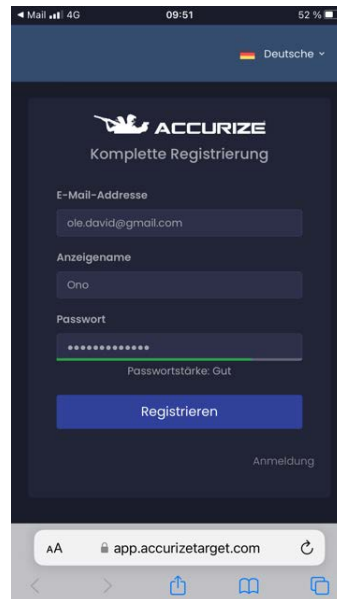 Mail 4G 09:51 52 %
Deutsche
ACCURIZE
Komplette Registrierung
E-Mail-Addresse
ole.david@gmail.com
Anzeigename
Ono
Passwort
•••••••••••••
Passwortstärke: Gut
Registrieren
Anmeldung
AA app.accurizetarget.com